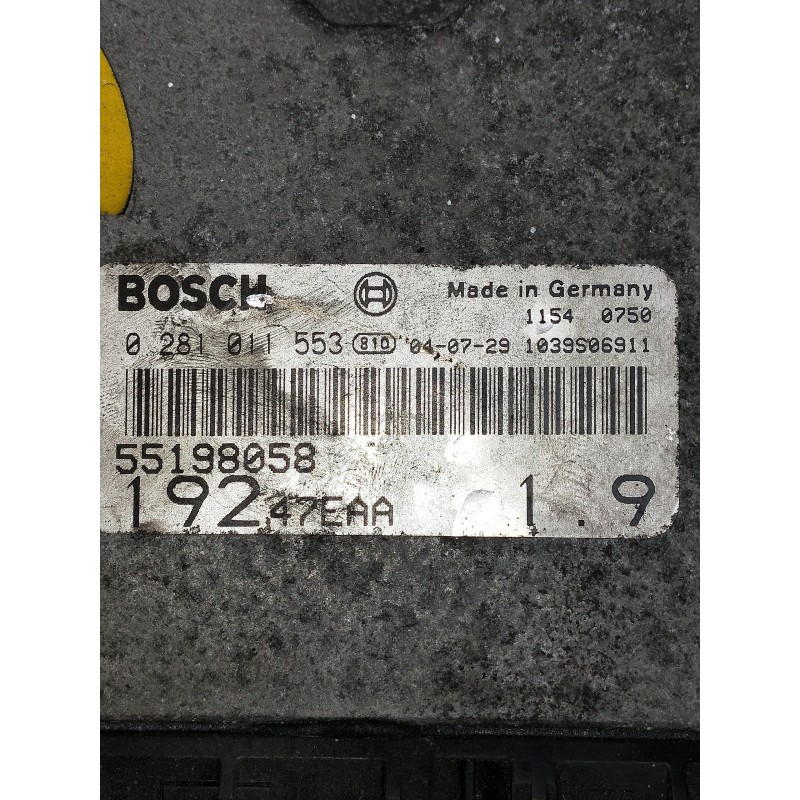 BOSCH Made in Germany
1154 0750
0 281 011 553 810 04-07-29 1039S06911
55198058
192 47EAA 1.9